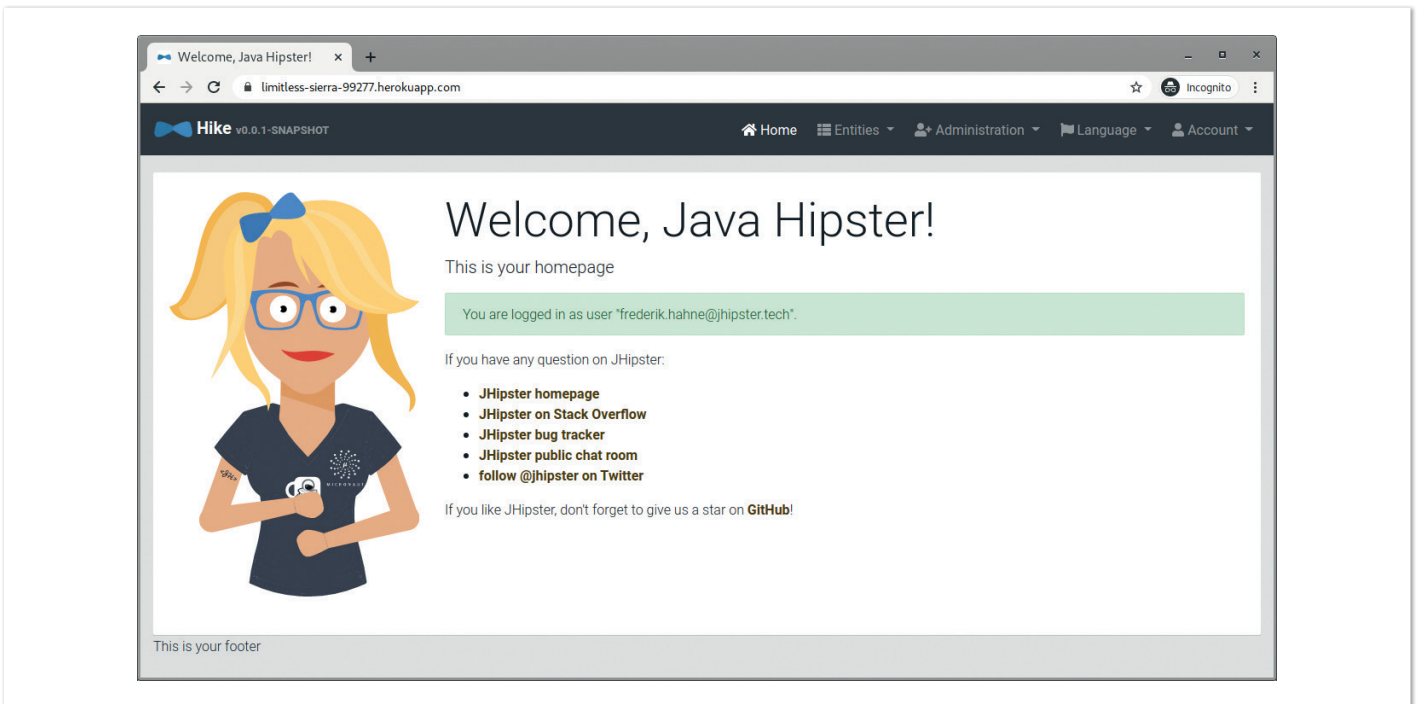 Welcome, Java Hipster!
limitless-sierra-99277.herokuapp.com
Incognito
Hike v0.0.1-SNAPSHOT
Home Entities Administration Language Account
Welcome, Java Hipster!
This is your homepage
You are logged in as user "frederik.hahne@jhipster.tech".
If you have any question on JHipster:
• JHipster homepage
• JHipster on Stack Overflow
• JHipster bug tracker
• JHipster public chat room
• follow @jhipster on Twitter
If you like JHipster, don't forget to give us a star on GitHub!
This is your footer